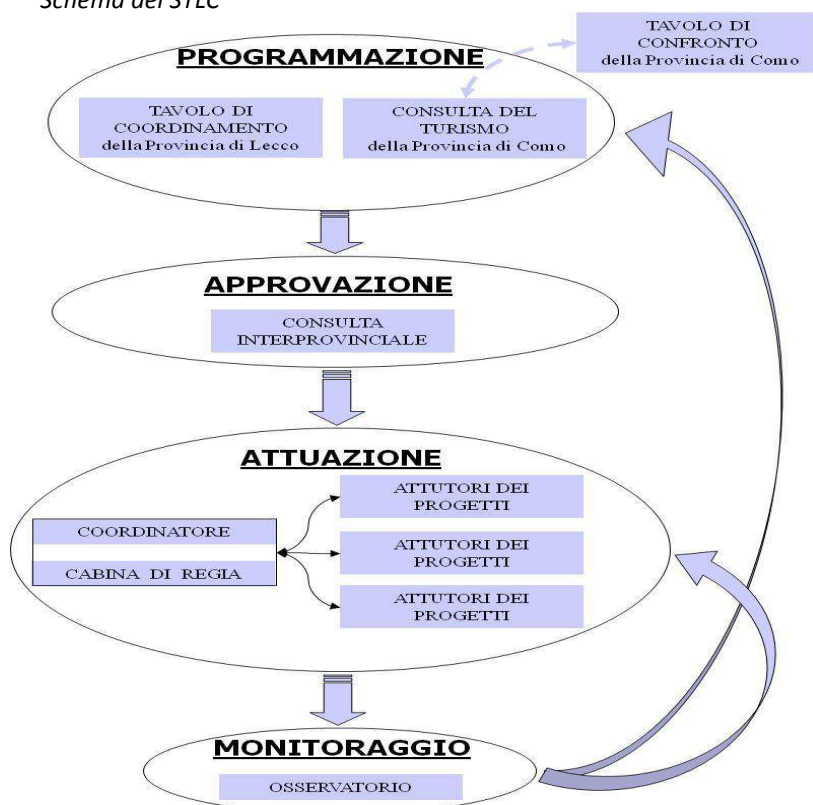 Schema del STLC
TAVOLO DI
CONFRONTO
della Provincia di Como
PROGRAMMAZIONE
TAVOLO DI
COORDINAMENTO
della Provincia di Lecco
CONSULTA DEL
TURISMO
della Provincia di Como
APPROVAZIONE
CONSULTA
INTERPROVINCIALE
ATTUAZIONE
COORDINATORE
CABINA DI REGIA
ATTUTORI DEI
PROGETTI
ATTUTORI DEI
PROGETTI
ATTUTORI DEI
PROGETTI
MONITORAGGIO
OSSERVATORIO